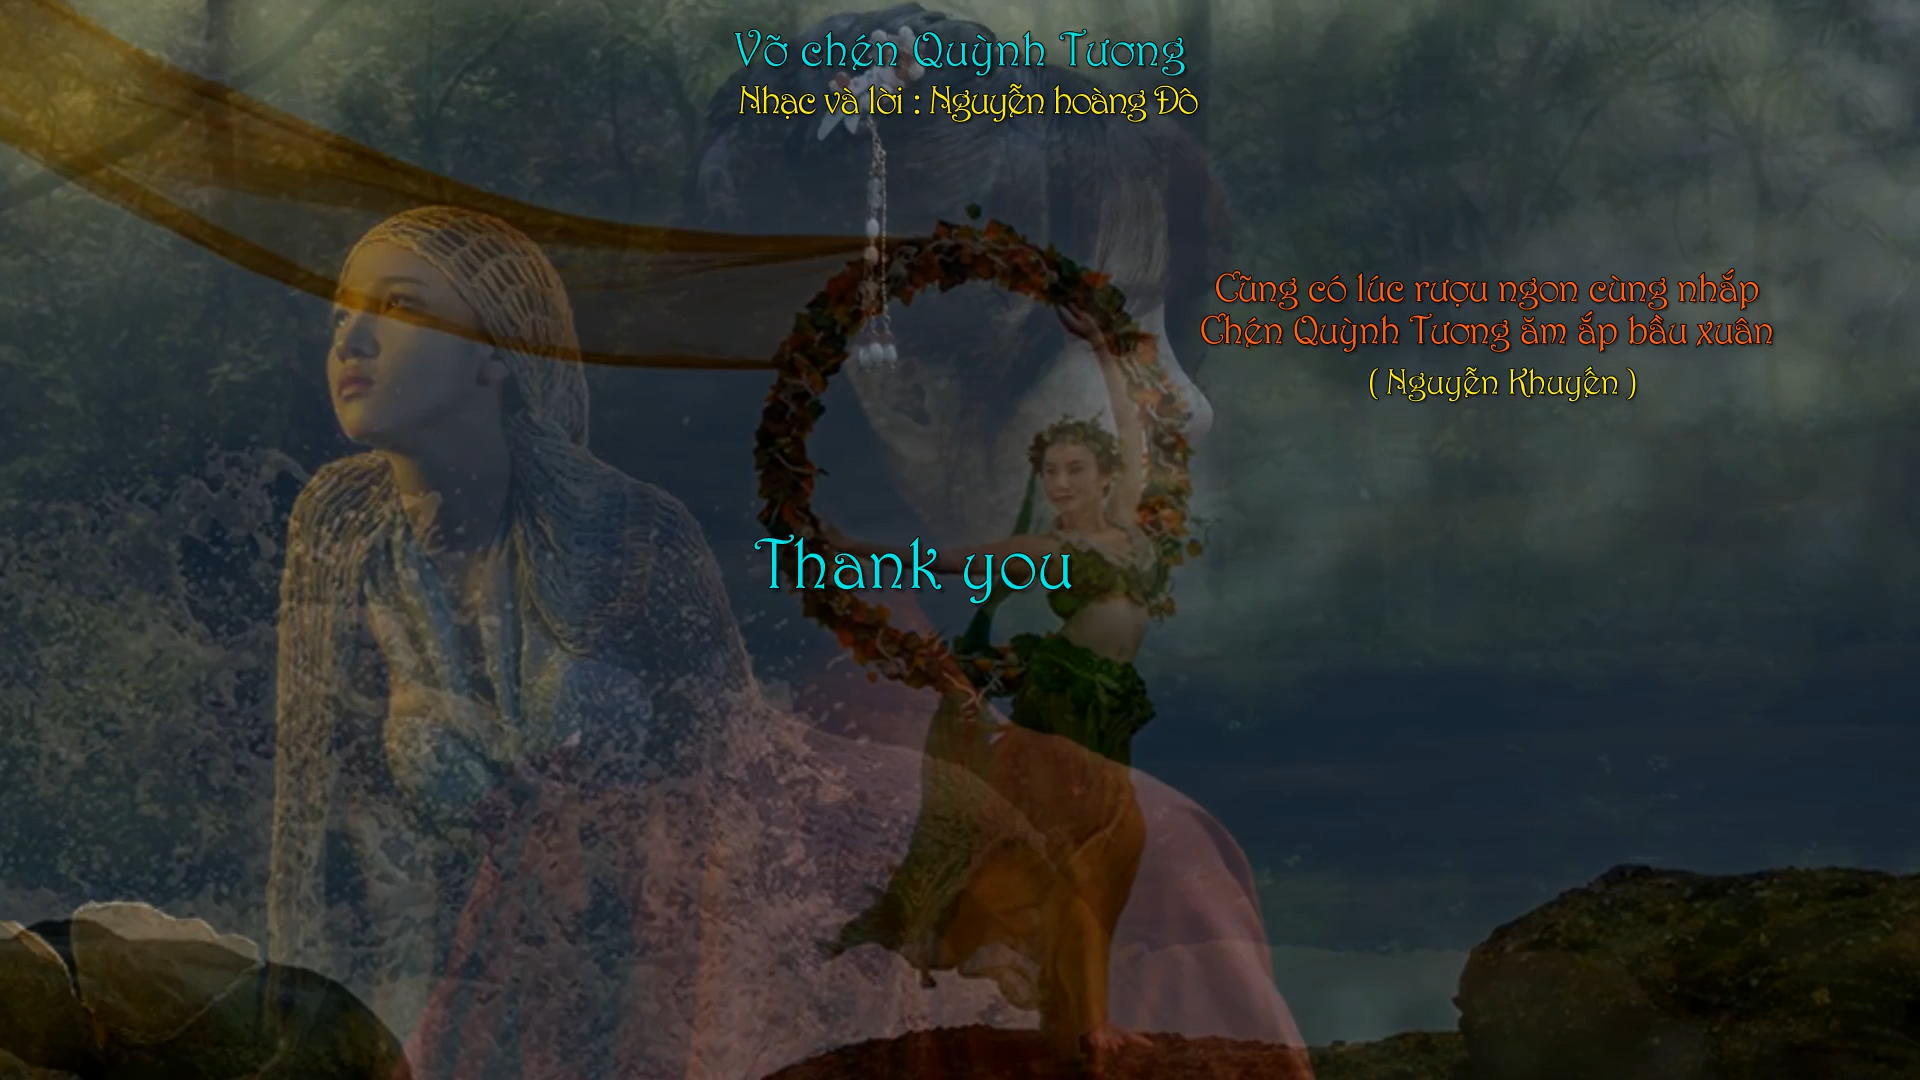 Vỡ chén Quỳnh Tương
Nhạc và lời : Nguyễn hoàng Đô
Cũng có lúc rượu ngon cùng nhắp
Chén Quỳnh Tương ăm ắp bầu xuân
( Nguyễn Khuyến )
Thank you